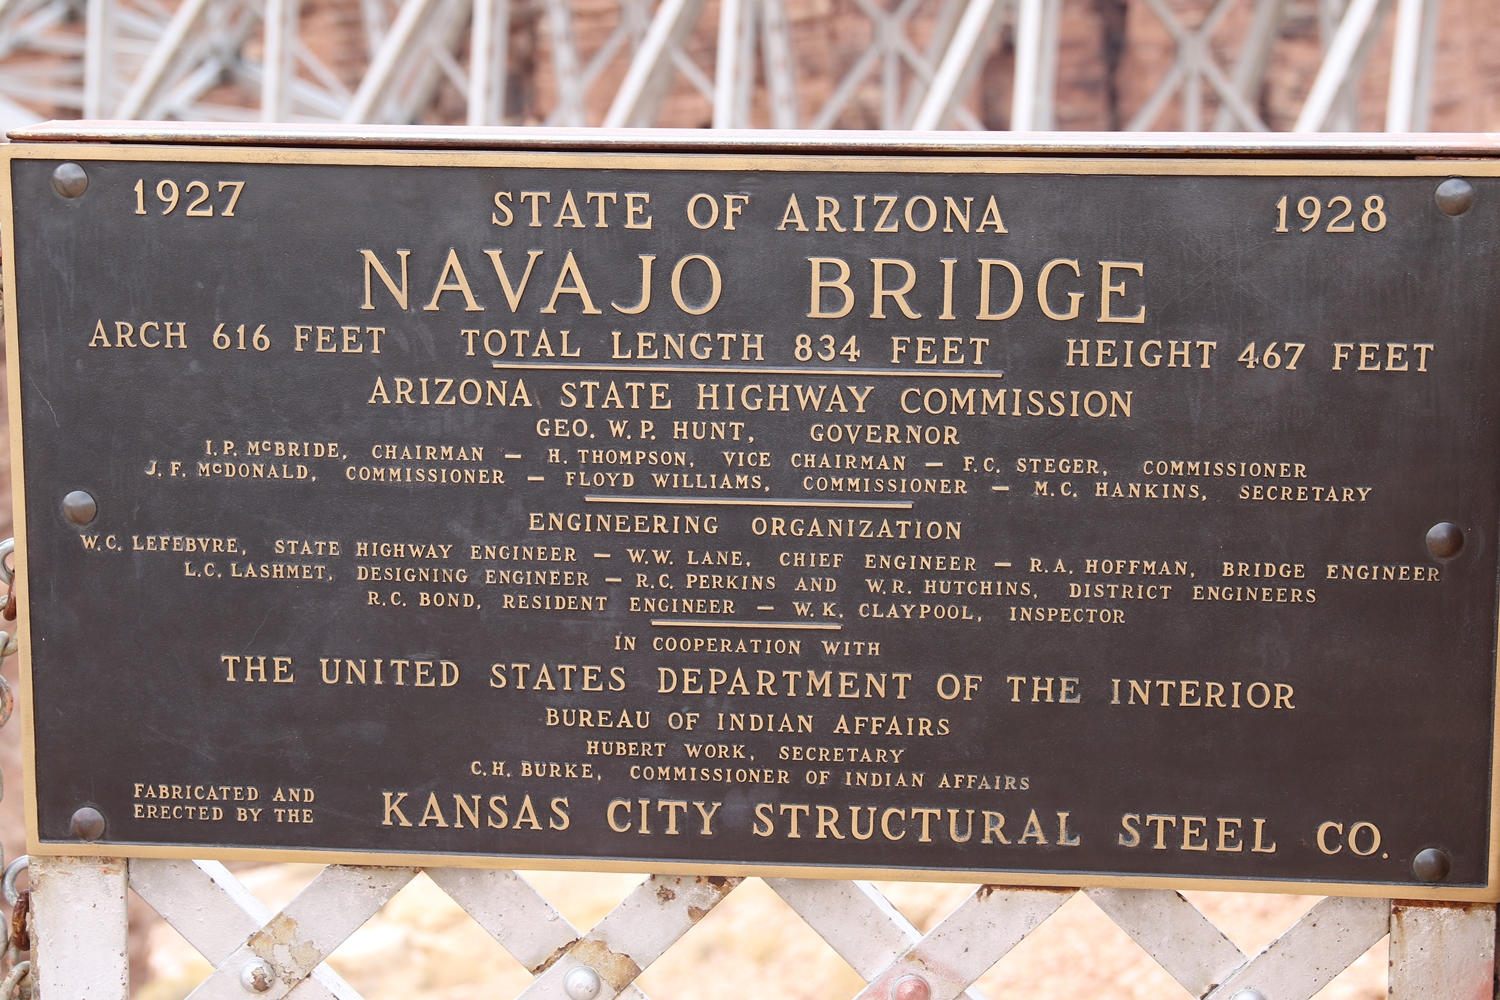 1927 STATE OF ARIZONA 1928
NAVAJO BRIDGE
ARCH 616 FEET TOTAL LENGTH 834 FEET HEIGHT 467 FEET
ARIZONA STATE HIGHWAY COMMISSION
GEO. W. P. HUNT, GOVERNOR
I. P. McBRIDE, CHAIRMAN — H. THOMPSON, VICE CHAIRMAN — F. C. STEGER, COMMISSIONER
J. F. McDONALD, COMMISSIONER — FLOYD WILLIAMS, COMMISSIONER — M. C. HANKINS, SECRETARY
ENGINEERING ORGANIZATION
W. C. LEFEBVRE, STATE HIGHWAY ENGINEER — W. W. LANE, CHIEF ENGINEER — R. A. HOFFMAN, BRIDGE ENGINEER
L. C. LASHMET, DESIGNING ENGINEER — R. C. PERKINS AND W. R. HUTCHINS, DISTRICT ENGINEERS
R. C. BOND, RESIDENT ENGINEER — W. K. CLAYPOOL, INSPECTOR
IN COOPERATION WITH
THE UNITED STATES DEPARTMENT OF THE INTERIOR
BUREAU OF INDIAN AFFAIRS
HUBERT WORK, SECRETARY
C. H. BURKE, COMMISSIONER OF INDIAN AFFAIRS
FABRICATED AND
ERECTED BY THE
KANSAS CITY STRUCTURAL STEEL CO.